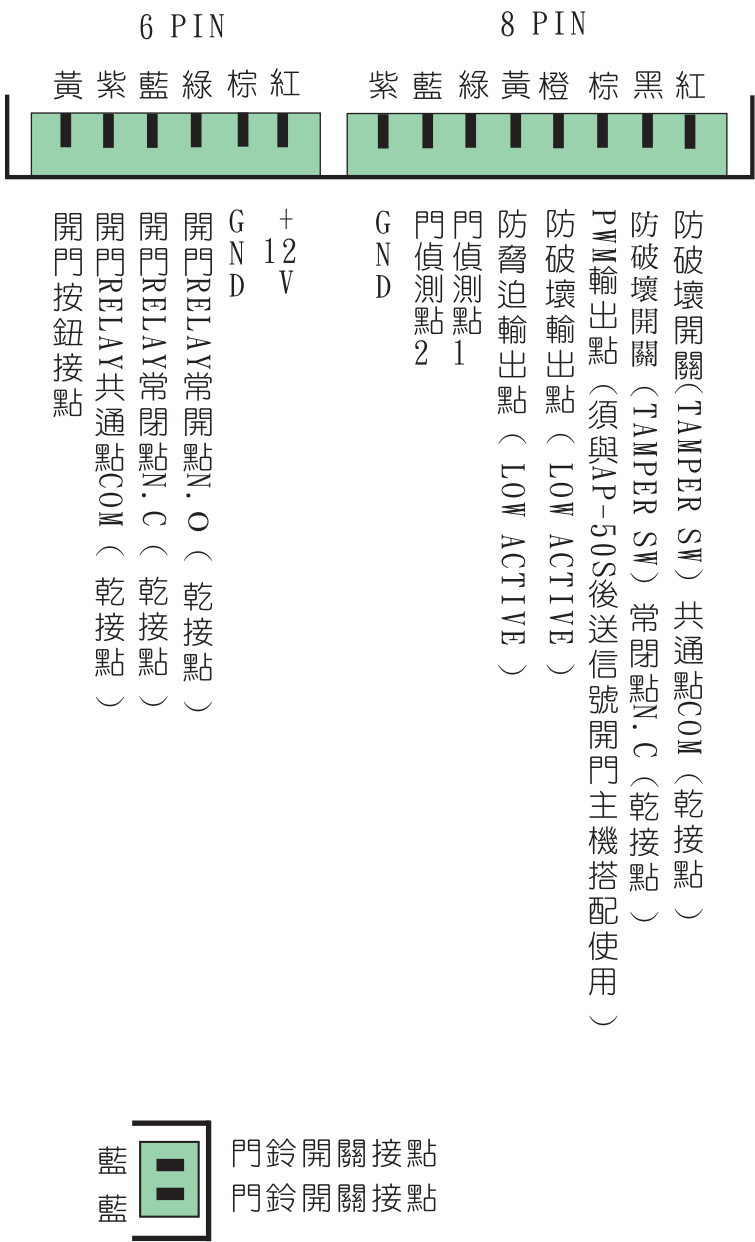 6 PIN
8 PIN
黃 紫 藍 綠 棕 紅
紫 藍 綠 黃 橙 棕 黑 紅
開門按鈕接點
開門RELAY共通點COM（乾接點）
開門RELAY常閉點N.C（乾接點）
開門RELAY常開點N.O（乾接點）
GND
+12V
GND
門偵測點2
門偵測點1
防脅迫輸出點（LOW ACTIVE）
防破壞輸出點（LOW ACTIVE）
PWM輸出點（須與AP-50S後送信號開門主機搭配使用）
防破壞開關（TAMPER SW）常閉點N.C（乾接點）
防破壞開關(TAMPER SW）共通點COM（乾接點）
藍 門鈴開關接點
藍 門鈴開關接點